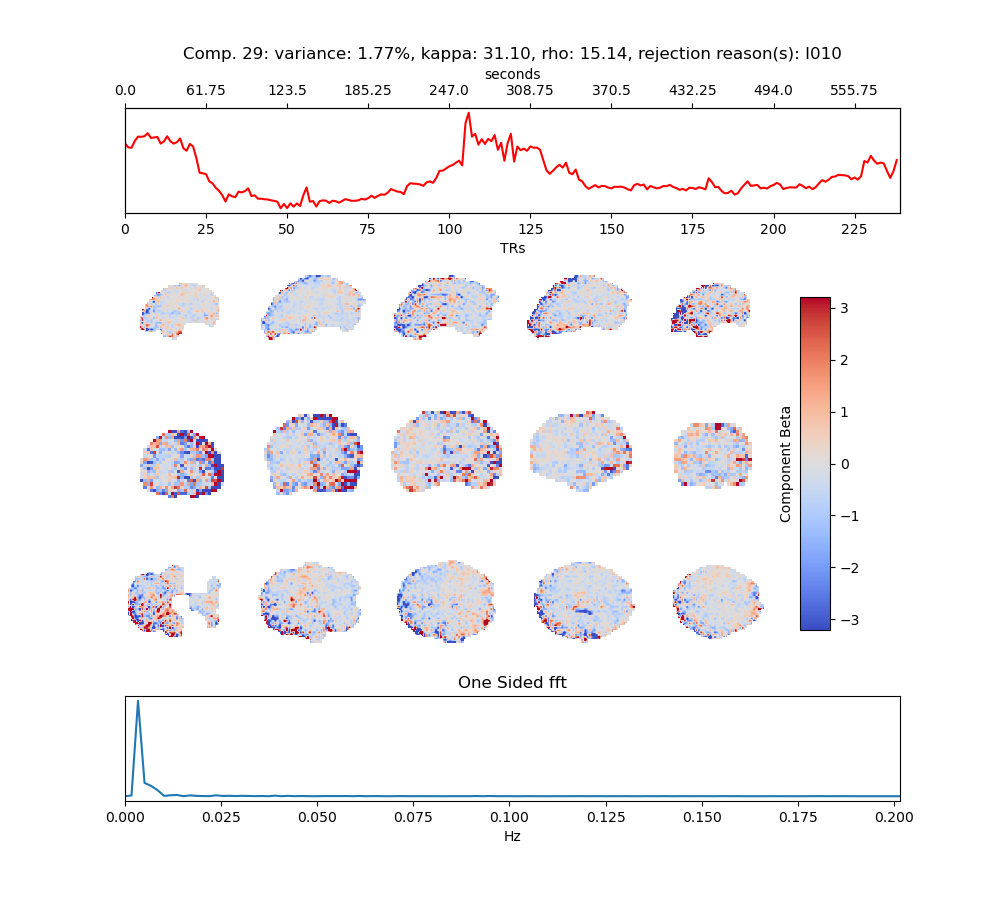 Comp. 29: variance: 1.77%, kappa: 31.10, rho: 15.14, rejection reason(s): I010
seconds
0.0 61.75 123.5 185.25 247.0 308.75 370.5 432.25 494.0 555.75
0 25 50 75 100 125 150 175 200 225
TRs
3
2
1
0
−1
−2
−3
Component Beta
One Sided fft
0.000 0.025 0.050 0.075 0.100 0.125 0.150 0.175 0.200
Hz